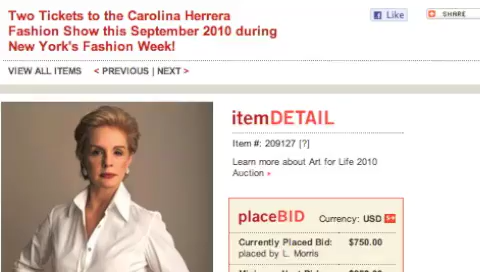 Two Tickets to the Carolina Herrera
Fashion Show this September 2010 during
New York's Fashion Week!
Like
SHARE
VIEW ALL ITEMS < PREVIOUS | NEXT >
itemDETAIL
Item #: 209127 [?]
Learn more about Art for Life 2010
Auction »
placeBID Currency: USD
Currently Placed Bid: $750.00
placed by L. Morris